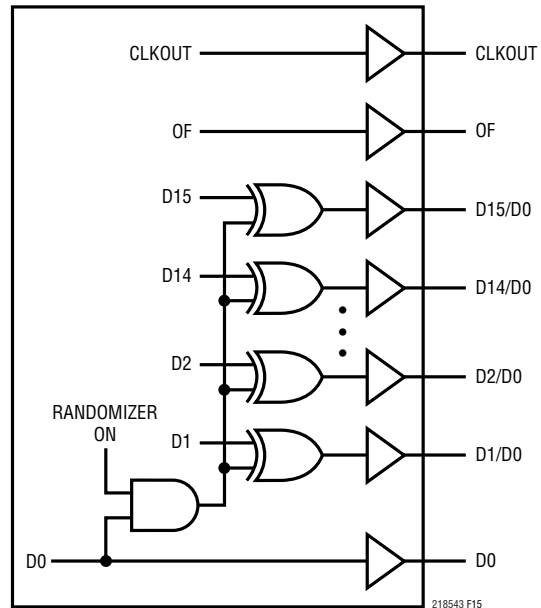 CLKOUT
CLKOUT
OF
OF
D15
D15/D0
D14
D14/D0
D2
D2/D0
RANDOMIZER
ON
D1
D1/D0
D0
D0
218543 F15